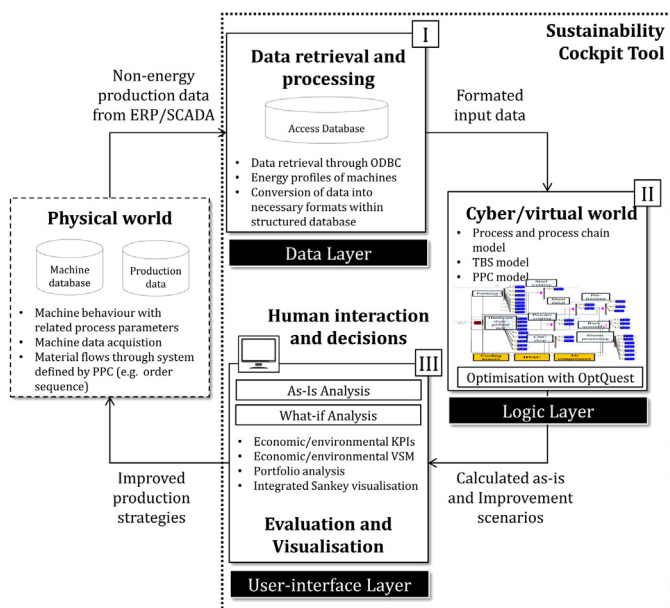 Sustainability
Cockpit Tool
I
Data retrieval and
processing
Access Database
• Data retrieval through ODBC
• Energy profiles of machines
• Conversion of data into
necessary formats within
structured database
Data Layer
Non-energy
production data
from ERP/SCADA
Formated
input data
Physical world
Machine
database
Production
data
• Machine behaviour with
related process parameters
• Machine data acquistion
• Material flows through system
defined by PPC (e.g. order
sequence)
II
Cyber/virtual world
• Process and process chain
model
• TBS model
• PPC model
HVAC
Optimisation with OptQuest
Logic Layer
Human interaction
and decisions
III
As-Is Analysis
What-if Analysis
• Economic/environmental KPIs
• Economic/environmental VSM
• Portfolio analysis
• Integrated Sankey visualisation
Evaluation and
Visualisation
User-interface Layer
Improved
production
strategies
Calculated as-is
and Improvement
scenarios